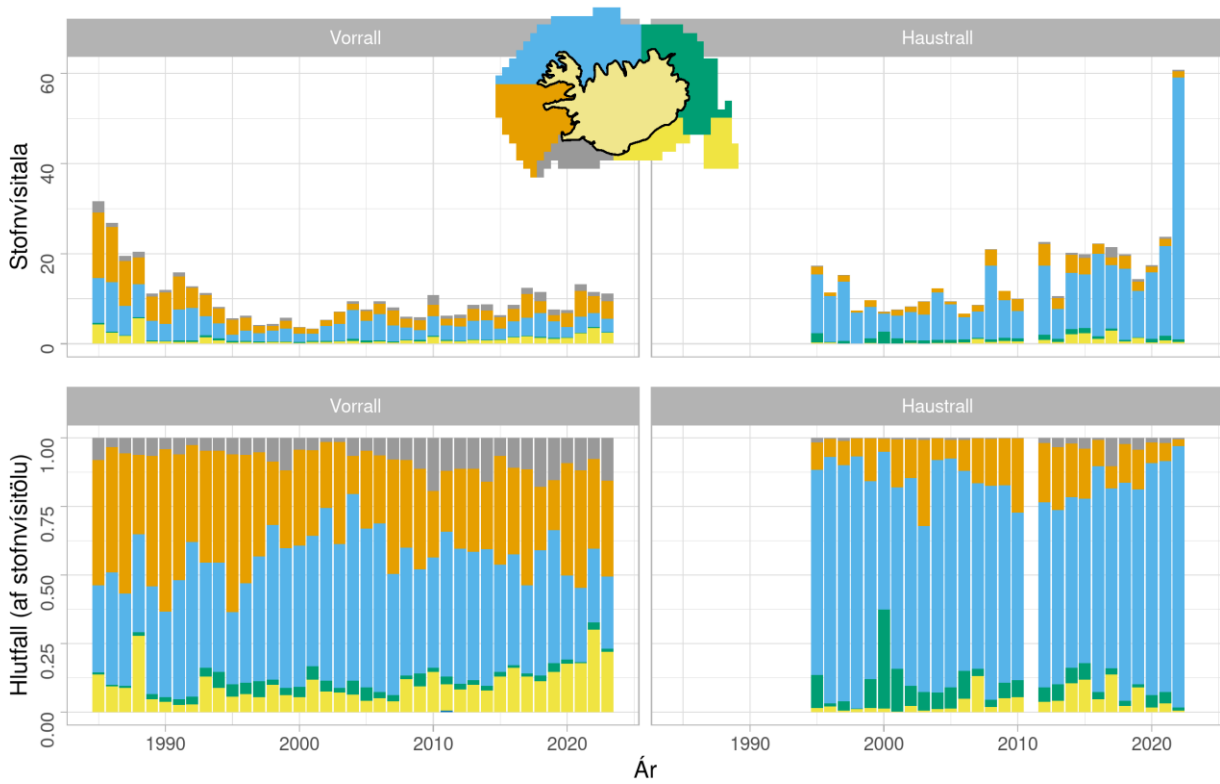 Vorrall
Haustrall
Stofnvísitala
60
40
20
0
Vorrall
Haustrall
Hlutfall (af stofnvísitölu)
1.00
0.75
0.50
0.25
0.00
1990 2000 2010 2020 1990 2000 2010 2020
Ár